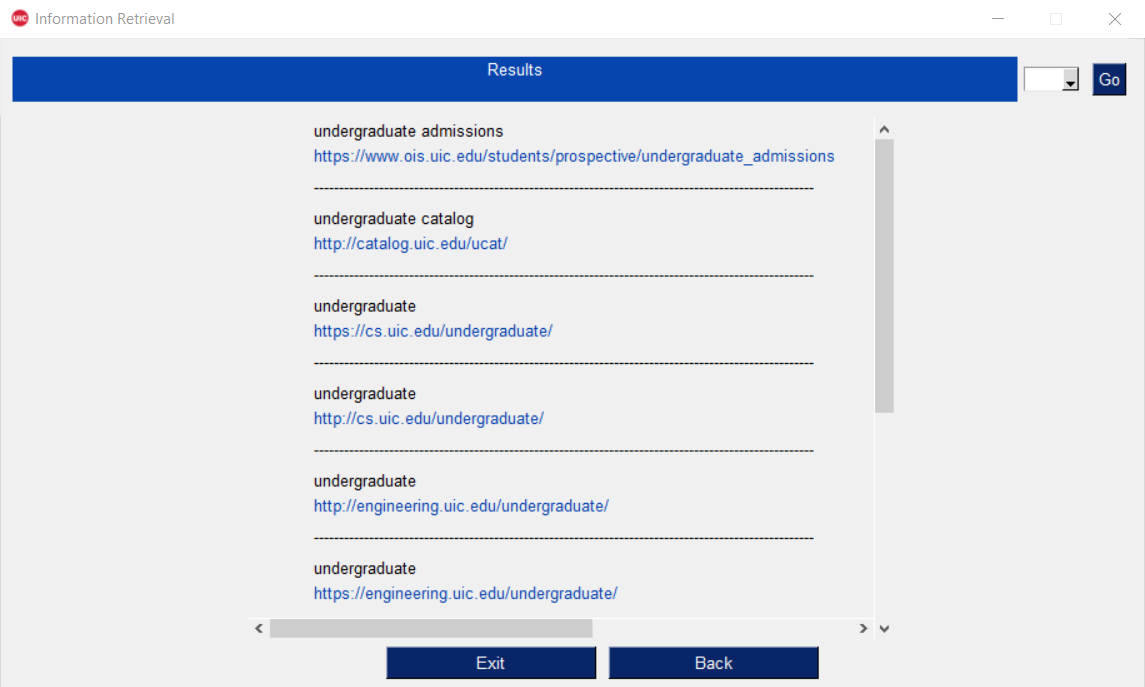 UIC Information Retrieval
Results
Go
undergraduate admissions
https://www.ois.uic.edu/students/prospective/undergraduate_admissions
----------------------------------------------------------------------------------------------------
undergraduate catalog
http://catalog.uic.edu/ucat/
----------------------------------------------------------------------------------------------------
undergraduate
https://cs.uic.edu/undergraduate/
----------------------------------------------------------------------------------------------------
undergraduate
http://cs.uic.edu/undergraduate/
----------------------------------------------------------------------------------------------------
undergraduate
http://engineering.uic.edu/undergraduate/
----------------------------------------------------------------------------------------------------
undergraduate
https://engineering.uic.edu/undergraduate/
Exit
Back